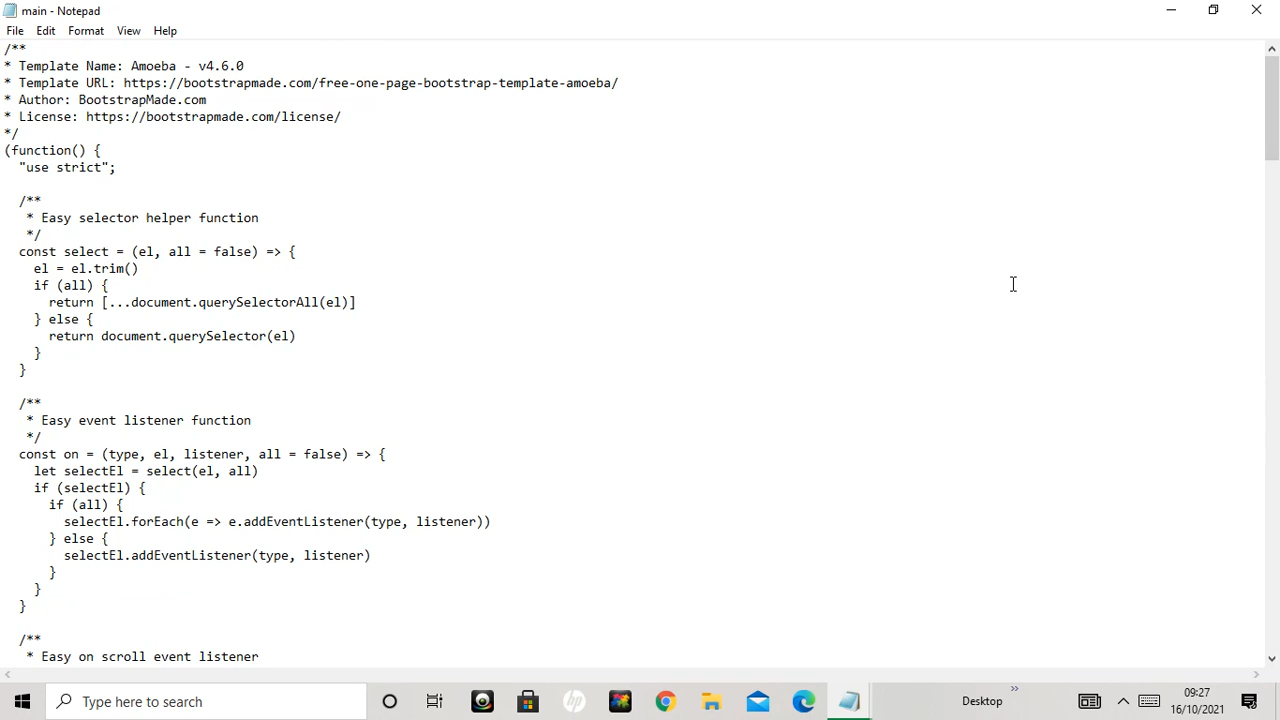 main - Notepad
File Edit Format View Help
/**
* Template Name: Amoeba - v4.6.0
* Template URL: https://bootstrapmade.com/free-one-page-bootstrap-template-amoeba/
* Author: BootstrapMade.com
* License: https://bootstrapmade.com/license/
*/
(function() {
  "use strict";

  /**
   * Easy selector helper function
   */
  const select = (el, all = false) => {
    el = el.trim()
    if (all) {
      return [...document.querySelectorAll(el)]
    } else {
      return document.querySelector(el)
    }
  }

  /**
   * Easy event listener function
   */
  const on = (type, el, listener, all = false) => {
    let selectEl = select(el, all)
    if (selectEl) {
      if (all) {
        selectEl.forEach(e => e.addEventListener(type, listener))
      } else {
        selectEl.addEventListener(type, listener)
      }
    }
  }

  /**
   * Easy on scroll event listener
Type here to search
hp
Desktop
09:27
16/10/2021